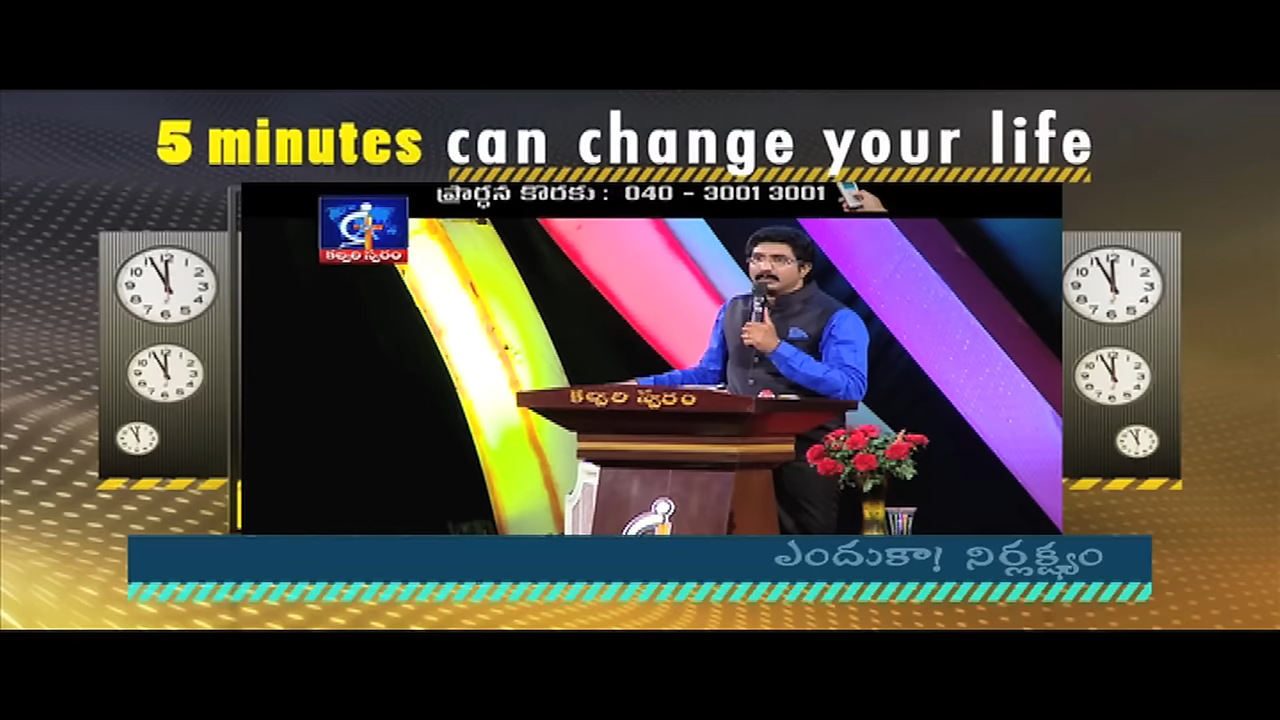 5 minutes can change your life
ప్రార్థన కొరకు : 040 - 3001 3001
కల్వరి స్వరం
కల్వరి స్వరం
ఎందుకా! నిర్లక్ష్యం